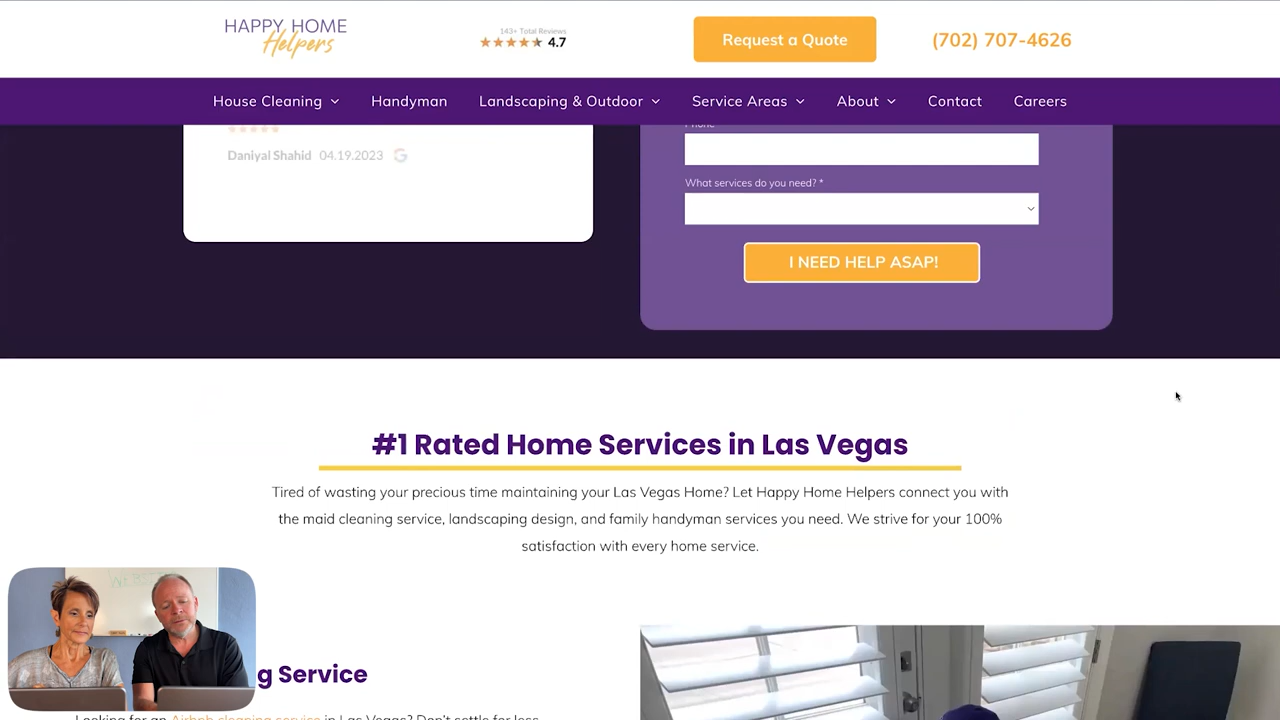 HAPPY HOME
Helpers
143+ Total Reviews
4.7
Request a Quote
(702) 707-4626
House Cleaning
Handyman
Landscaping & Outdoor
Service Areas
About
Contact
Careers
Daniyal Shahid 04.19.2023
Phone
What services do you need? *
I NEED HELP ASAP!
#1 Rated Home Services in Las Vegas
Tired of wasting your precious time maintaining your Las Vegas Home? Let Happy Home Helpers connect you with
the maid cleaning service, landscaping design, and family handyman services you need. We strive for your 100%
satisfaction with every home service.
g Service
Looking for an Airbnb cleaning service in Las Vegas? Don't settle for less